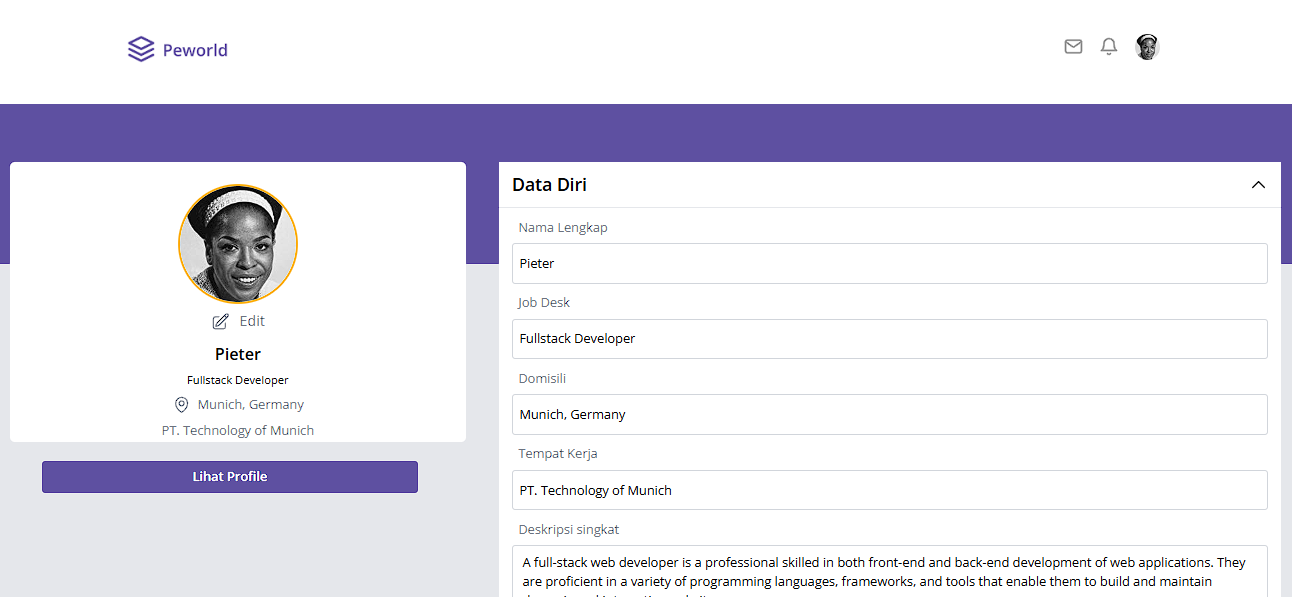 Peworld
Edit
Pieter
Fullstack Developer
Munich, Germany
PT. Technology of Munich
Lihat Profile
Data Diri
Nama Lengkap
Pieter
Job Desk
Fullstack Developer
Domisili
Munich, Germany
Tempat Kerja
PT. Technology of Munich
Deskripsi singkat
A full-stack web developer is a professional skilled in both front-end and back-end development of web applications. They
are proficient in a variety of programming languages, frameworks, and tools that enable them to build and maintain